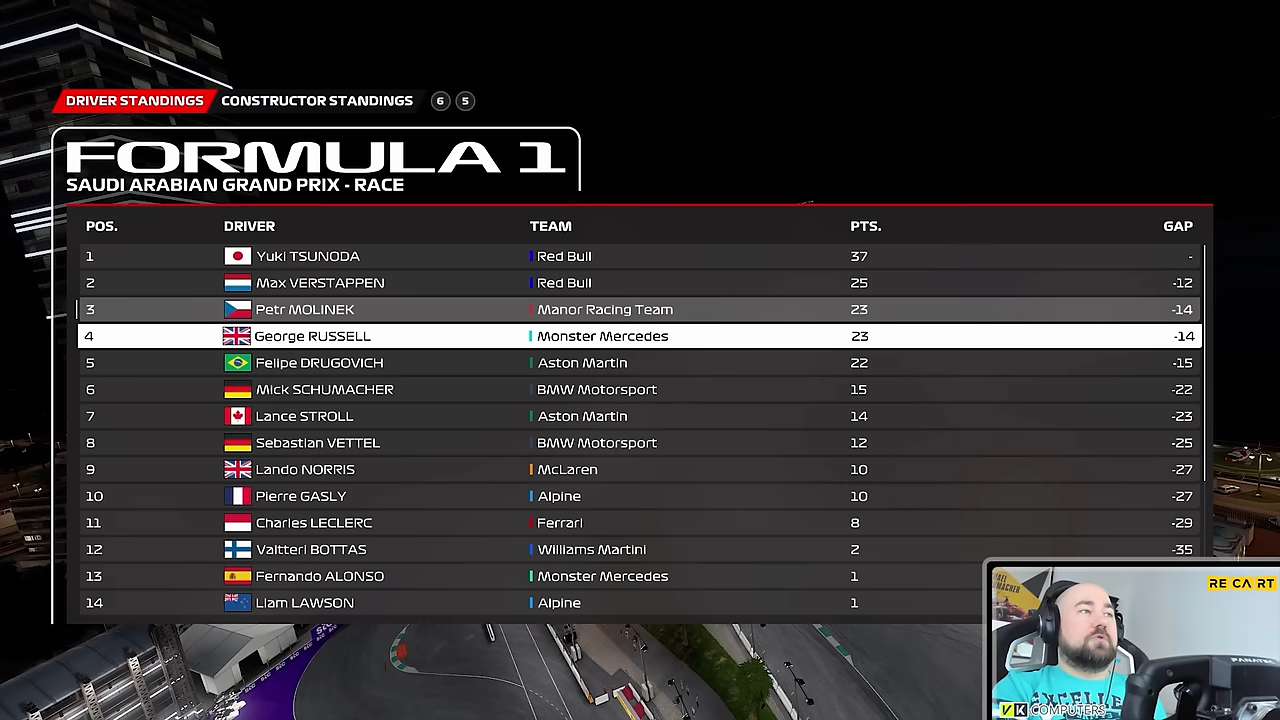 DRIVER STANDINGS CONSTRUCTOR STANDINGS 6 5
FORMULA 1
SAUDI ARABIAN GRAND PRIX - RACE
POS. DRIVER TEAM PTS. GAP
1 Yuki TSUNODA Red Bull 37 -
2 Max VERSTAPPEN Red Bull 25 -12
3 Petr MOLINEK Manor Racing Team 23 -14
4 George RUSSELL Monster Mercedes 23 -14
5 Felipe DRUGOVICH Aston Martin 22 -15
6 Mick SCHUMACHER BMW Motorsport 15 -22
7 Lance STROLL Aston Martin 14 -23
8 Sebastian VETTEL BMW Motorsport 12 -25
9 Lando NORRIS McLaren 10 -27
10 Pierre GASLY Alpine 10 -27
11 Charles LECLERC Ferrari 8 -29
12 Valtteri BOTTAS Williams Martini 2 -35
13 Fernando ALONSO Monster Mercedes 1
14 Liam LAWSON Alpine 1
RE CA RT
FANATEC
VK COMPUTERS